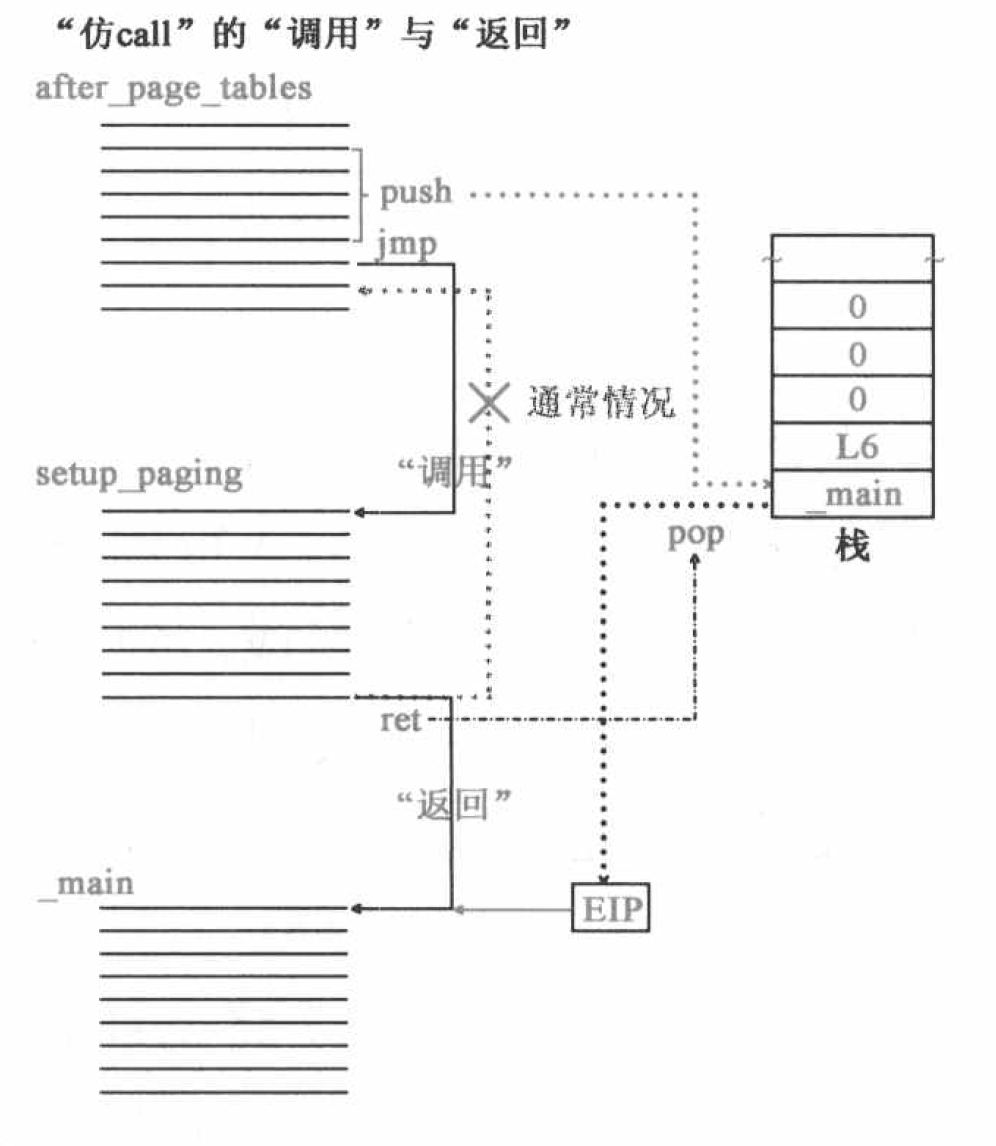 “仿call”的“调用”与“返回”
after_page_tables
push
jmp
通常情况
“调用”
setup_paging
0
0
0
L6
_main
栈
pop
ret
“返回”
_main
EIP